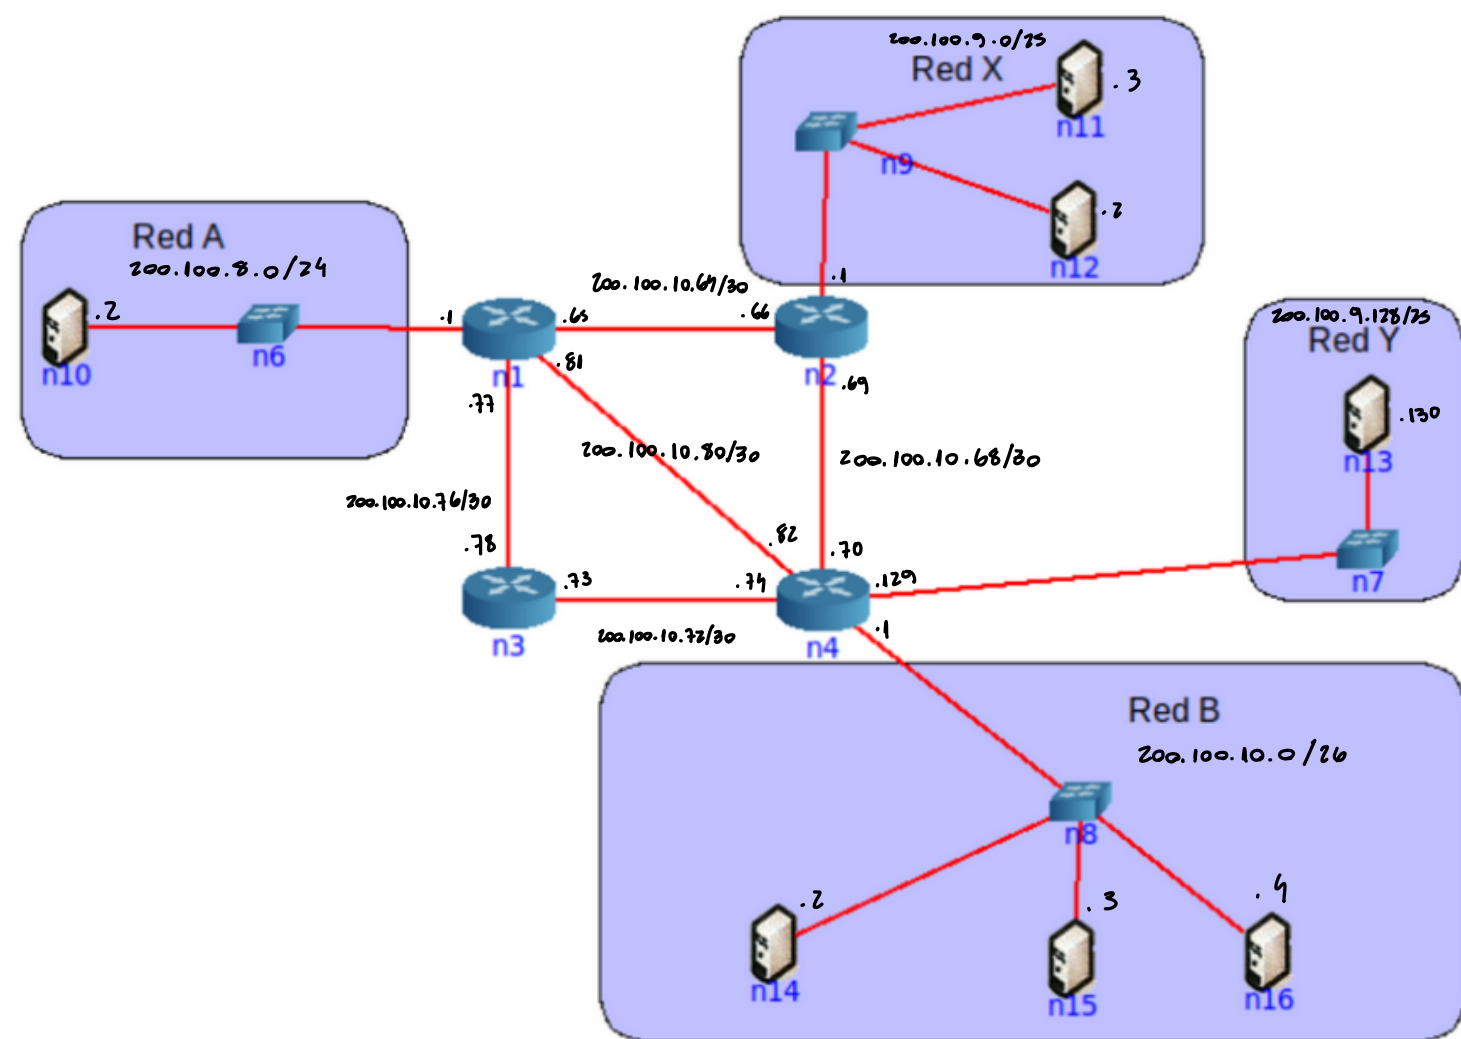 200.100.9.0/25
Red X
.3
n11
n9
.2
n12
Red A
200.100.8.0/24
.2
n10
n6
.1
n1
.65
200.100.10.64/30
.66
.1
n2
200.100.9.128/25
Red Y
.130
n13
n7
.81
.77
.69
200.100.10.80/30
200.100.10.68/30
200.100.10.76/30
.78
.82
.70
.73
.74
.129
n3
200.100.10.72/30
n4
.1
Red B
200.100.10.0/26
n8
.2
.3
.4
n14
n15
n16